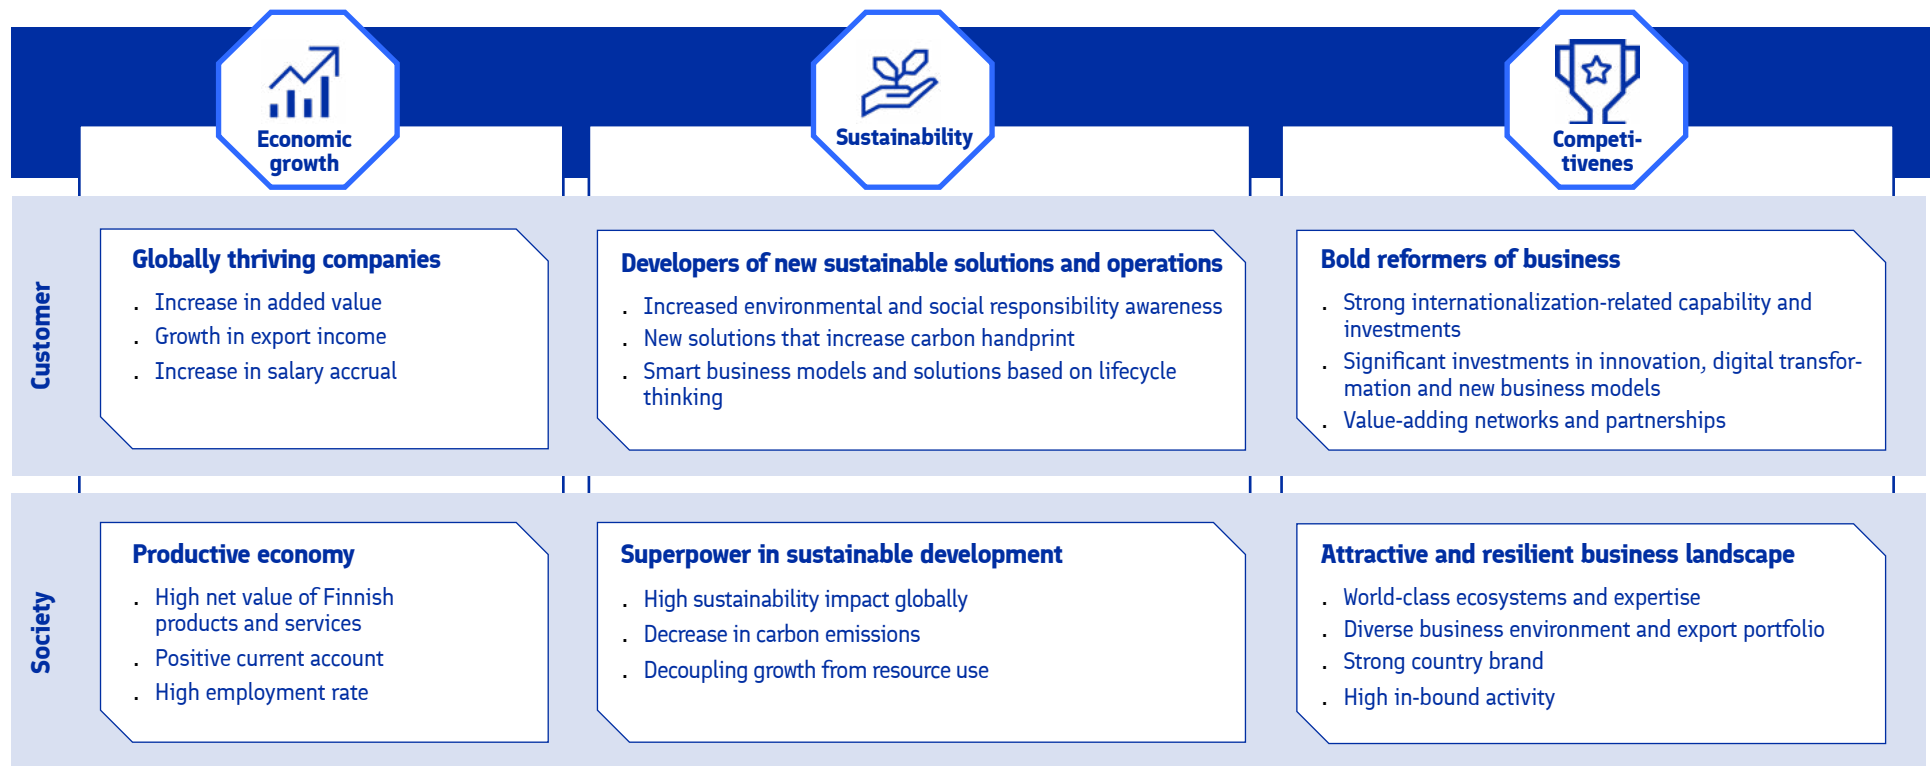 Economic
growth
Sustainability
Competi-
tivenes
Customer
Globally thriving companies
. Increase in added value
. Growth in export income
. Increase in salary accrual
Developers of new sustainable solutions and operations
. Increased environmental and social responsibility awareness
. New solutions that increase carbon handprint
. Smart business models and solutions based on lifecycle
thinking
Bold reformers of business
. Strong internationalization-related capability and
investments
. Significant investments in innovation, digital transfor-
mation and new business models
. Value-adding networks and partnerships
Society
Productive economy
. High net value of Finnish
products and services
. Positive current account
. High employment rate
Superpower in sustainable development
. High sustainability impact globally
. Decrease in carbon emissions
. Decoupling growth from resource use
Attractive and resilient business landscape
. World-class ecosystems and expertise
. Diverse business environment and export portfolio
. Strong country brand
. High in-bound activity